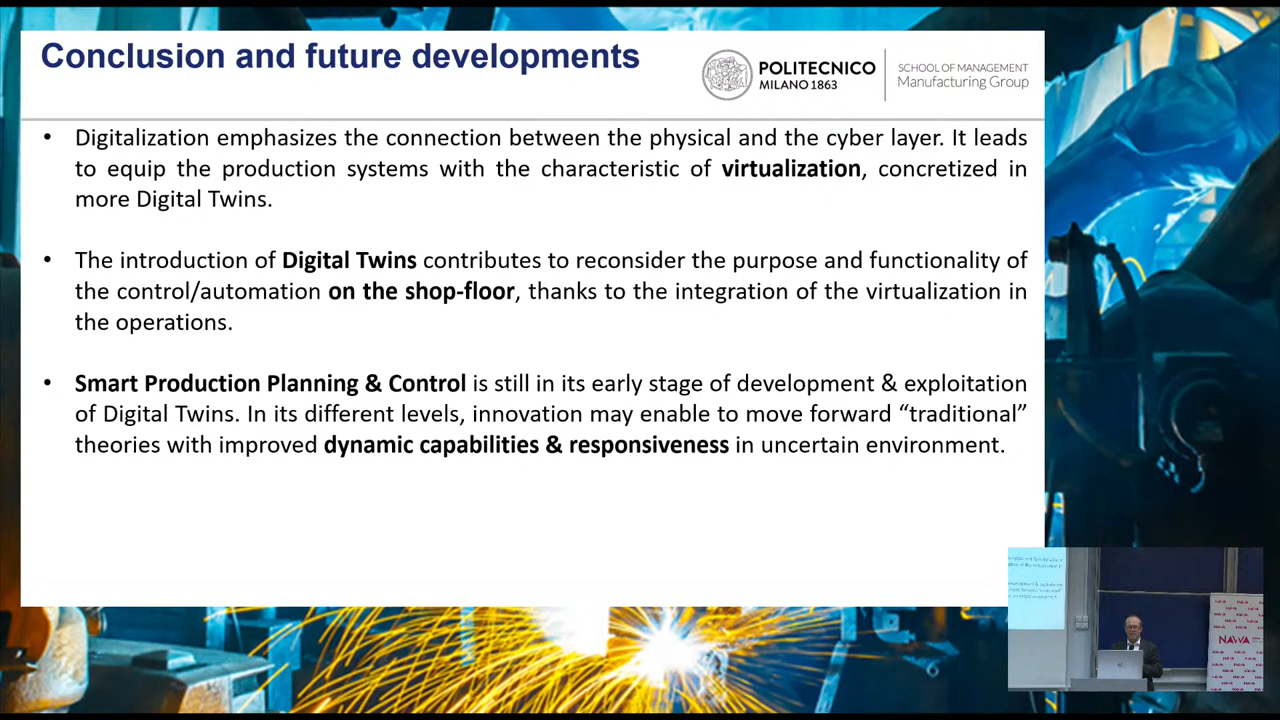 Conclusion and future developments
POLITECNICO
MILANO 1863
SCHOOL OF MANAGEMENT
Manufacturing Group
• Digitalization emphasizes the connection between the physical and the cyber layer. It leads
to equip the production systems with the characteristic of virtualization, concretized in
more Digital Twins.
• The introduction of Digital Twins contributes to reconsider the purpose and functionality of
the control/automation on the shop-floor, thanks to the integration of the virtualization in
the operations.
• Smart Production Planning & Control is still in its early stage of development & exploitation
of Digital Twins. In its different levels, innovation may enable to move forward “traditional”
theories with improved dynamic capabilities & responsiveness in uncertain environment.
NAWA